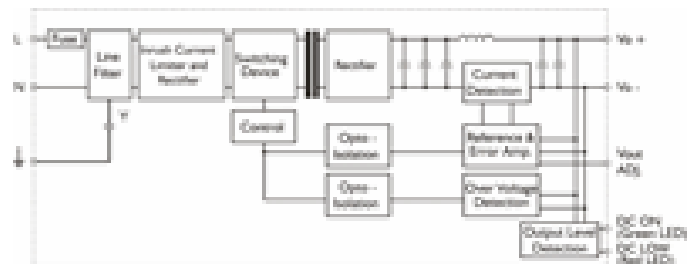 L
Fuse
Line
Filter
Inrush Current
Limiter and
Rectifier
Switching
Device
Rectifier
Vo +
N
Current
Detection
Vo -
Y
Control
Opto -
Isolation
Reference &
Error Amp.
Vout
ADJ.
Opto -
Isolation
Over Voltage
Detection
Output Level
Detection
DC ON
(Green LED)
DC LOW
(Red LED)